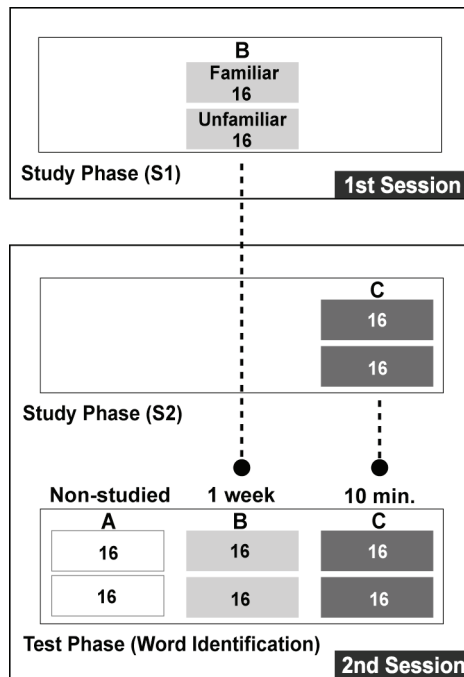 B
Familiar
16
Unfamiliar
16
Study Phase (S1)
1st Session
C
16
16
Study Phase (S2)
Non-studied 1 week 10 min.
A B C
16 16 16
16 16 16
Test Phase (Word Identification)
2nd Session